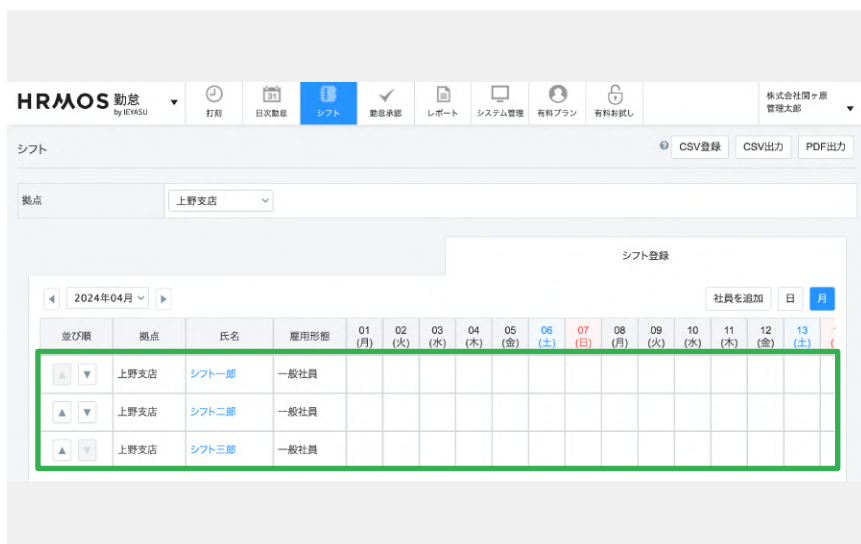 HRMOS 勤怠
by IEYASU
打刻
31
日次勤怠
シフト
勤怠承認
レポート
システム管理
有料プラン
有料お試し
株式会社関ヶ原
管理太郎
シフト
CSV登録 CSV出力 PDF出力
拠点 上野支店
シフト登録
2024年04月 社員を追加 日 月
並び順 拠点 氏名 雇用形態 01 02 03 04 05 06 07 08 09 10 11 12 13
(月) (火) (水) (木) (金) (土) (日) (月) (火) (水) (木) (金) (土)
上野支店 シフト一郎 一般社員
上野支店 シフト二郎 一般社員
上野支店 シフト三郎 一般社員